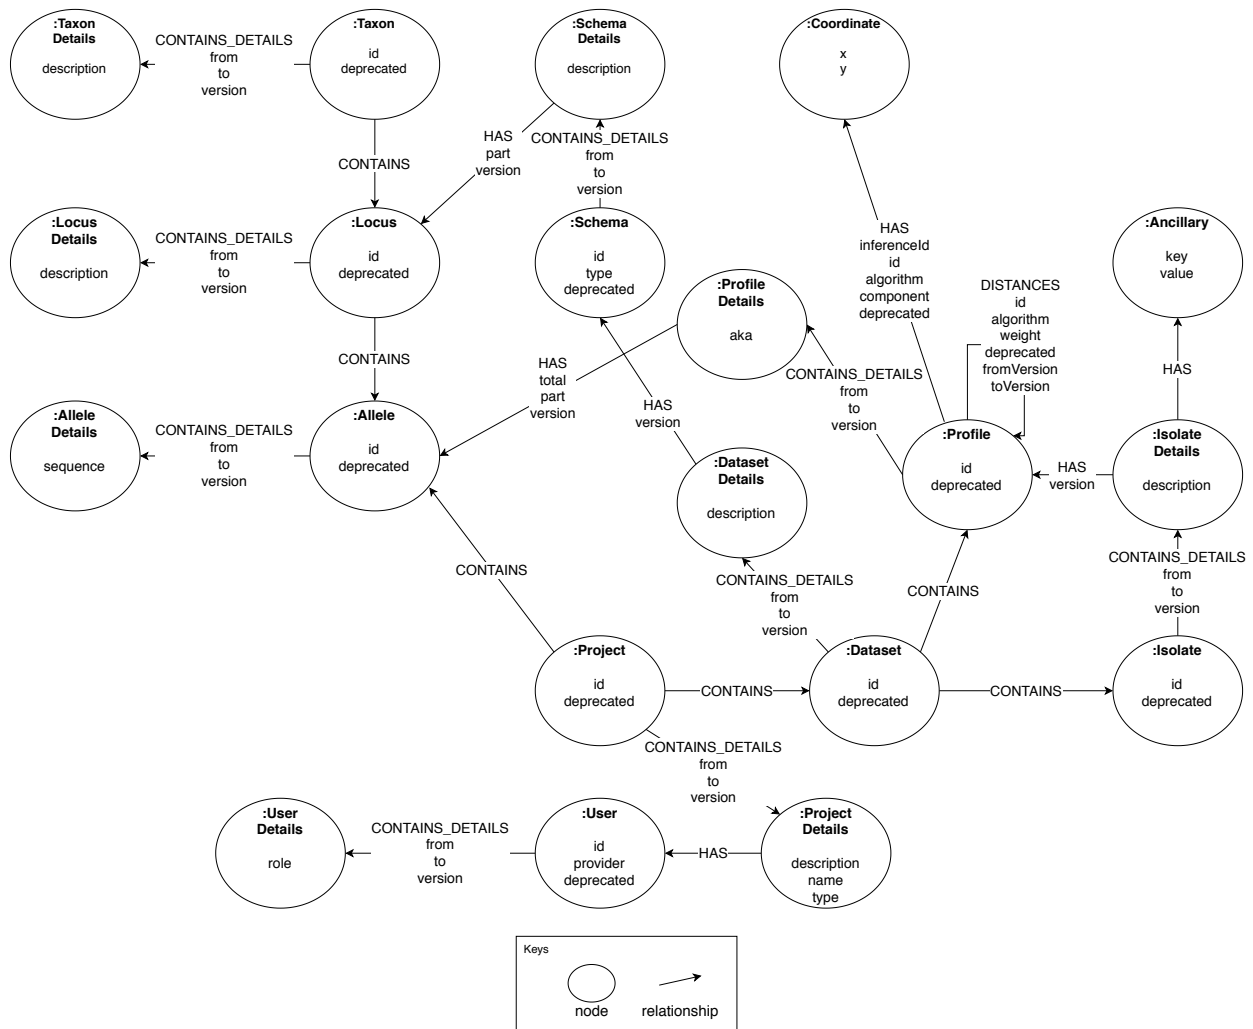 :Taxon
Details
description
CONTAINS_DETAILS
from
to
version
:Taxon
id
deprecated
:Schema
Details
description
:Coordinate
x
y
CONTAINS
HAS
part
version
CONTAINS_DETAILS
from
to
version
:Locus
Details
description
CONTAINS_DETAILS
from
to
version
:Locus
id
deprecated
:Schema
id
type
deprecated
HAS
inferenceId
id
algorithm
component
deprecated
:Ancillary
key
value
:Profile
Details
aka
DISTANCES
id
algorithm
weight
deprecated
fromVersion
toVersion
CONTAINS
HAS
total
part
version
CONTAINS_DETAILS
from
to
version
HAS
:Allele
Details
sequence
CONTAINS_DETAILS
from
to
version
:Allele
id
deprecated
HAS
version
:Dataset
Details
description
:Profile
id
deprecated
HAS
version
:Isolate
Details
description
CONTAINS
CONTAINS_DETAILS
from
to
version
CONTAINS
CONTAINS_DETAILS
from
to
version
:Project
id
deprecated
CONTAINS
:Dataset
id
deprecated
CONTAINS
:Isolate
id
deprecated
CONTAINS_DETAILS
from
to
version
:User
Details
role
CONTAINS_DETAILS
from
to
version
:User
id
provider
deprecated
HAS
:Project
Details
description
name
type
Keys
node
relationship